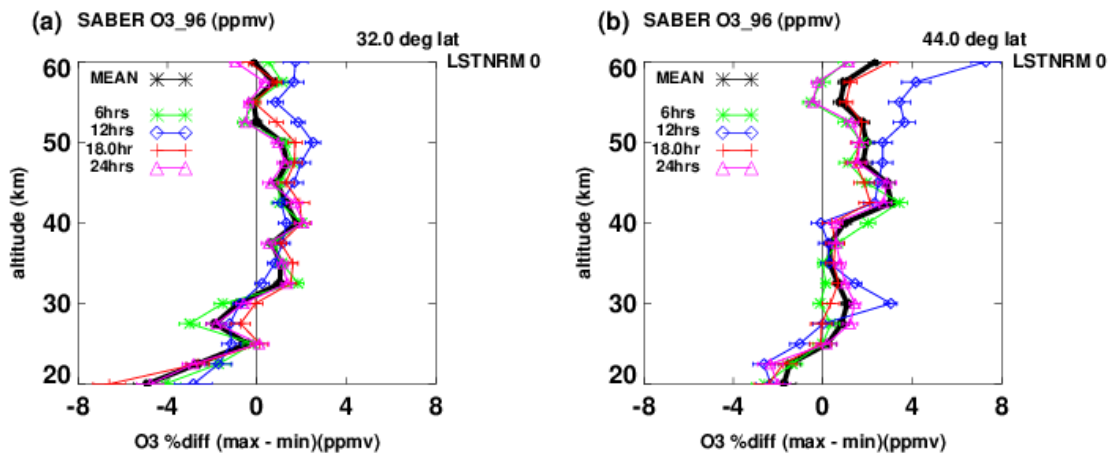 (a) SABER O3_96 (ppmv)
32.0 deg lat
LSTNRM 0
MEAN
6hrs
12hrs
18.0hr
24hrs
60
50
40
30
20
altitude (km)
-8 -4 0 4 8
O3 %diff (max - min)(ppmv)
(b) SABER O3_96 (ppmv)
44.0 deg lat
LSTNRM 0
MEAN
6hrs
12hrs
18.0hr
24hrs
60
50
40
30
20
altitude (km)
-8 -4 0 4 8
O3 %diff (max - min)(ppmv)